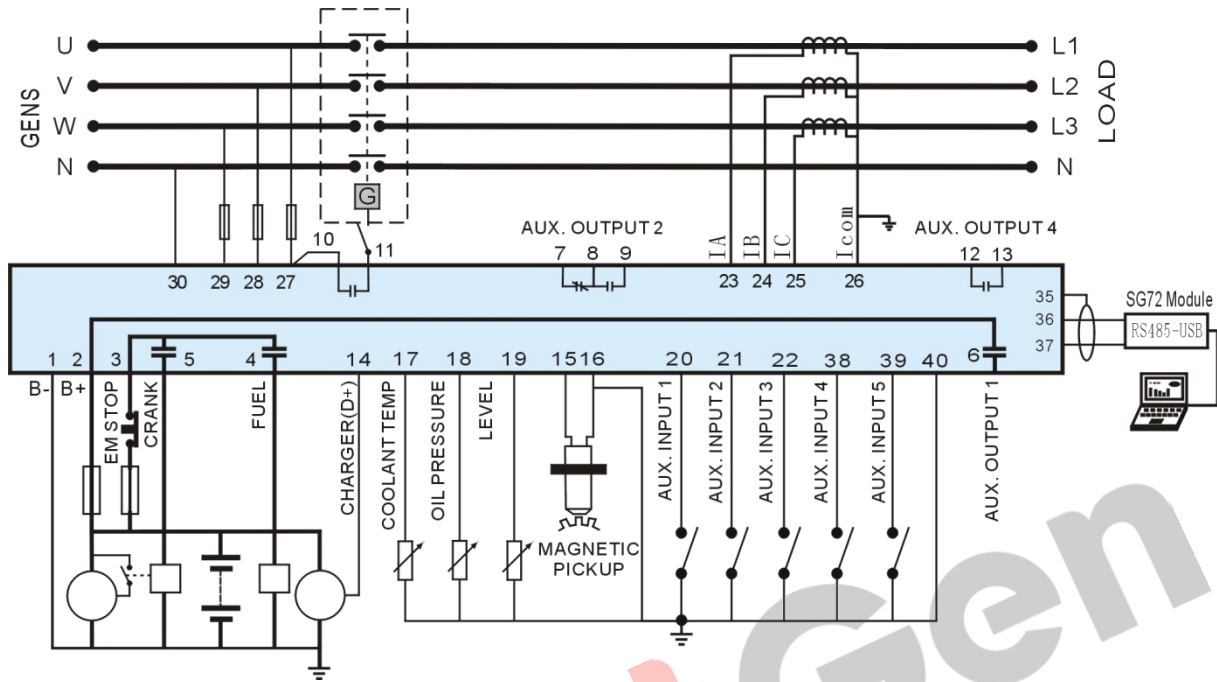 U
V
W
N
GENS
G
L1
L2
L3
N
LOAD
10
11
AUX. OUTPUT 2
7 8 9
IA
IB
IC
Icom
AUX. OUTPUT 4
12 13
30 29 28 27
23 24 25 26
35
36
37
SG72 Module
RS485-USB
1 2 3 5 4 14 17 18 19 15 16 20 21 22 38 39 40 6
B-
B+
EM STOP
CRANK
FUEL
CHARGER(D+)
COOLANT TEMP
OIL PRESSURE
LEVEL
MAGNETIC
PICKUP
AUX. INPUT 1
AUX. INPUT 2
AUX. INPUT 3
AUX. INPUT 4
AUX. INPUT 5
AUX. OUTPUT 1
Gen